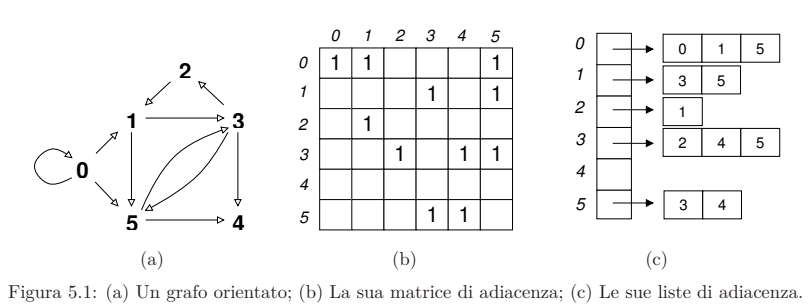 2
1 3
0
5 4
(a)
0 1 2 3 4 5
0 1 1 1
1 1 1
2 1
3 1 1 1
4
5 1 1
(b)
0 0 1 5
1 3 5
2 1
3 2 4 5
4
5 3 4
(c)
Figura 5.1: (a) Un grafo orientato; (b) La sua matrice di adiacenza; (c) Le sue liste di adiacenza.